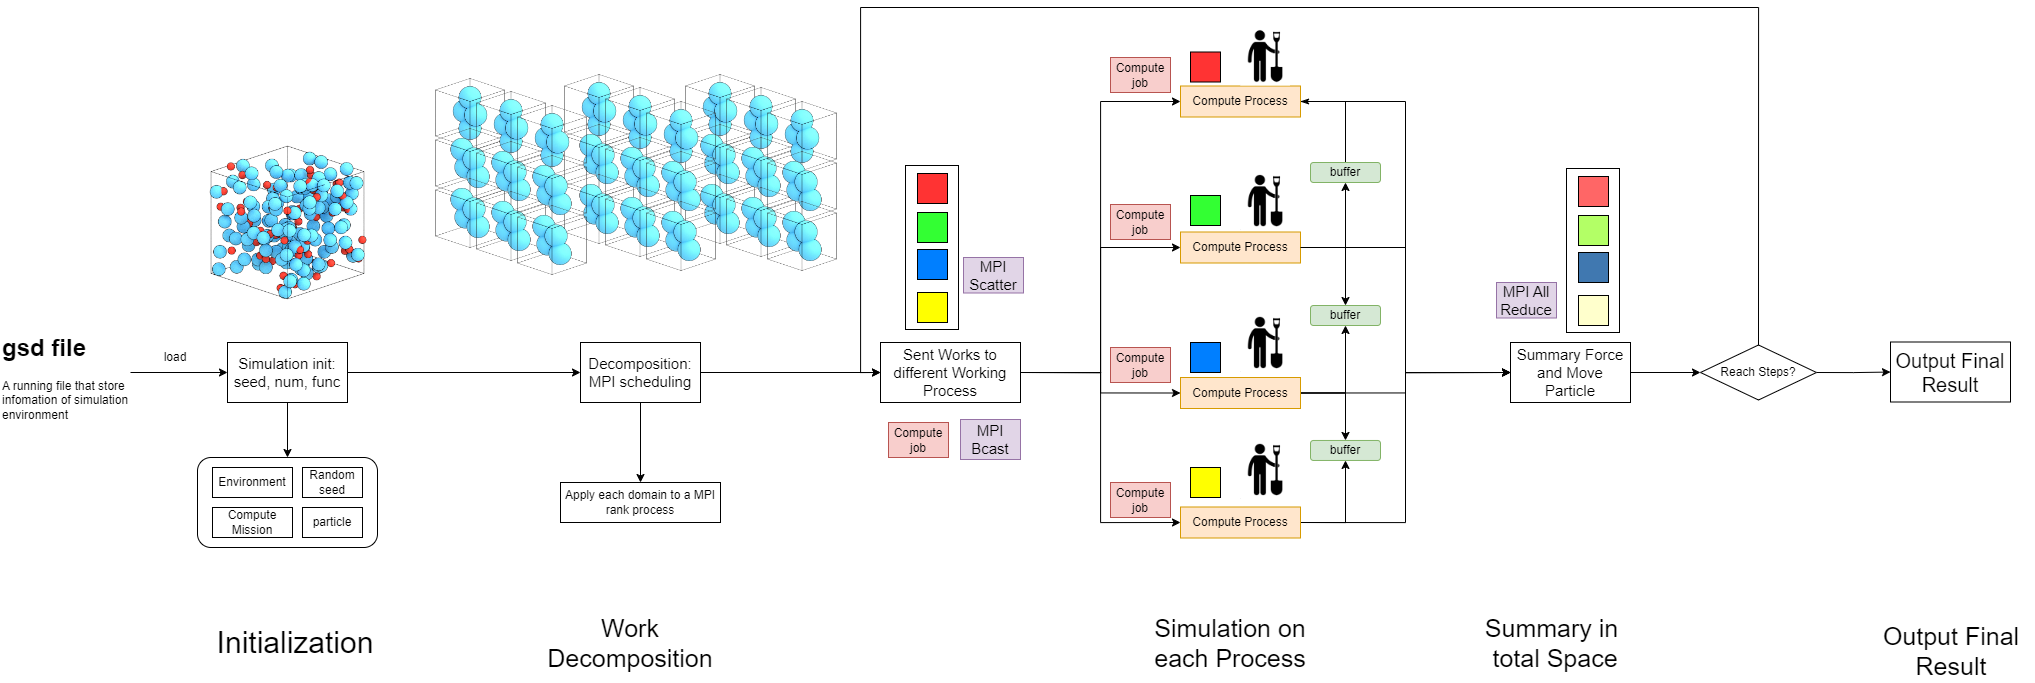 gsd file
A running file that store
infomation of simulation
environment
load
Simulation init:
seed, num, func
Environment
Random
seed
Compute
Mission
particle
Decomposition:
MPI scheduling
Apply each domain to a MPI
rank process
MPI
Scatter
Sent Works to
different Working
Process
Compute
job
MPI
Bcast
Compute
job
Compute Process
buffer
Compute
job
Compute Process
buffer
Compute
job
Compute Process
buffer
Compute
job
Compute Process
MPI All
Reduce
Summary Force
and Move
Particle
Reach Steps?
Output Final
Result
Initialization
Work
Decomposition
Simulation on
each Process
Summary in
total Space
Output Final
Result